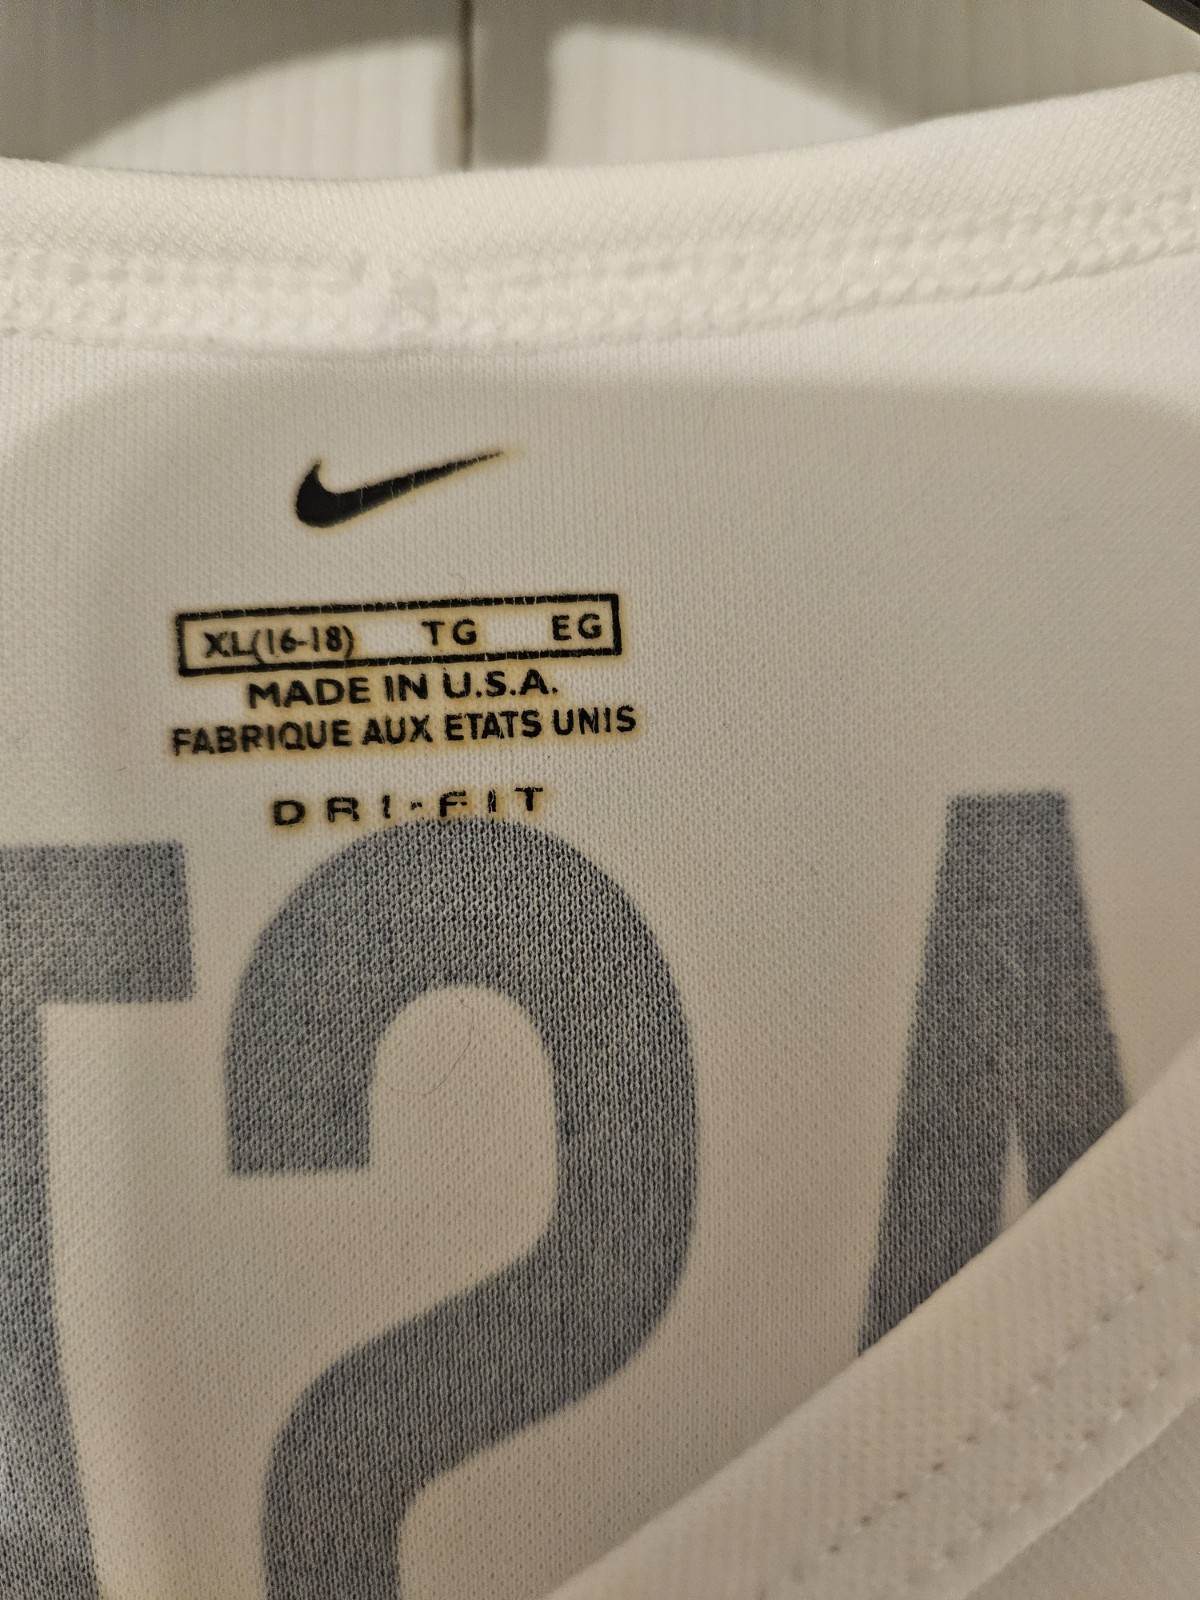 XL(16-18) TG EG
MADE IN U.S.A.
FABRIQUE AUX ETATS UNIS
DRI-FIT